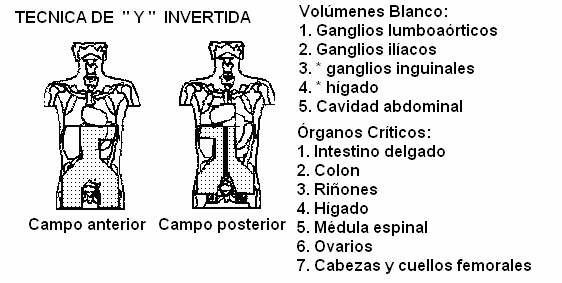 TECNICA DE " Y " INVERTIDA
Campo anterior
Campo posterior
Volúmenes Blanco:
1. Ganglios lumboaórticos
2. Ganglios ilíacos
3. * ganglios inguinales
4. * hígado
5. Cavidad abdominal
Órganos Críticos:
1. Intestino delgado
2. Colon
3. Riñones
4. Hígado
5. Médula espinal
6. Ovarios
7. Cabezas y cuellos femorales